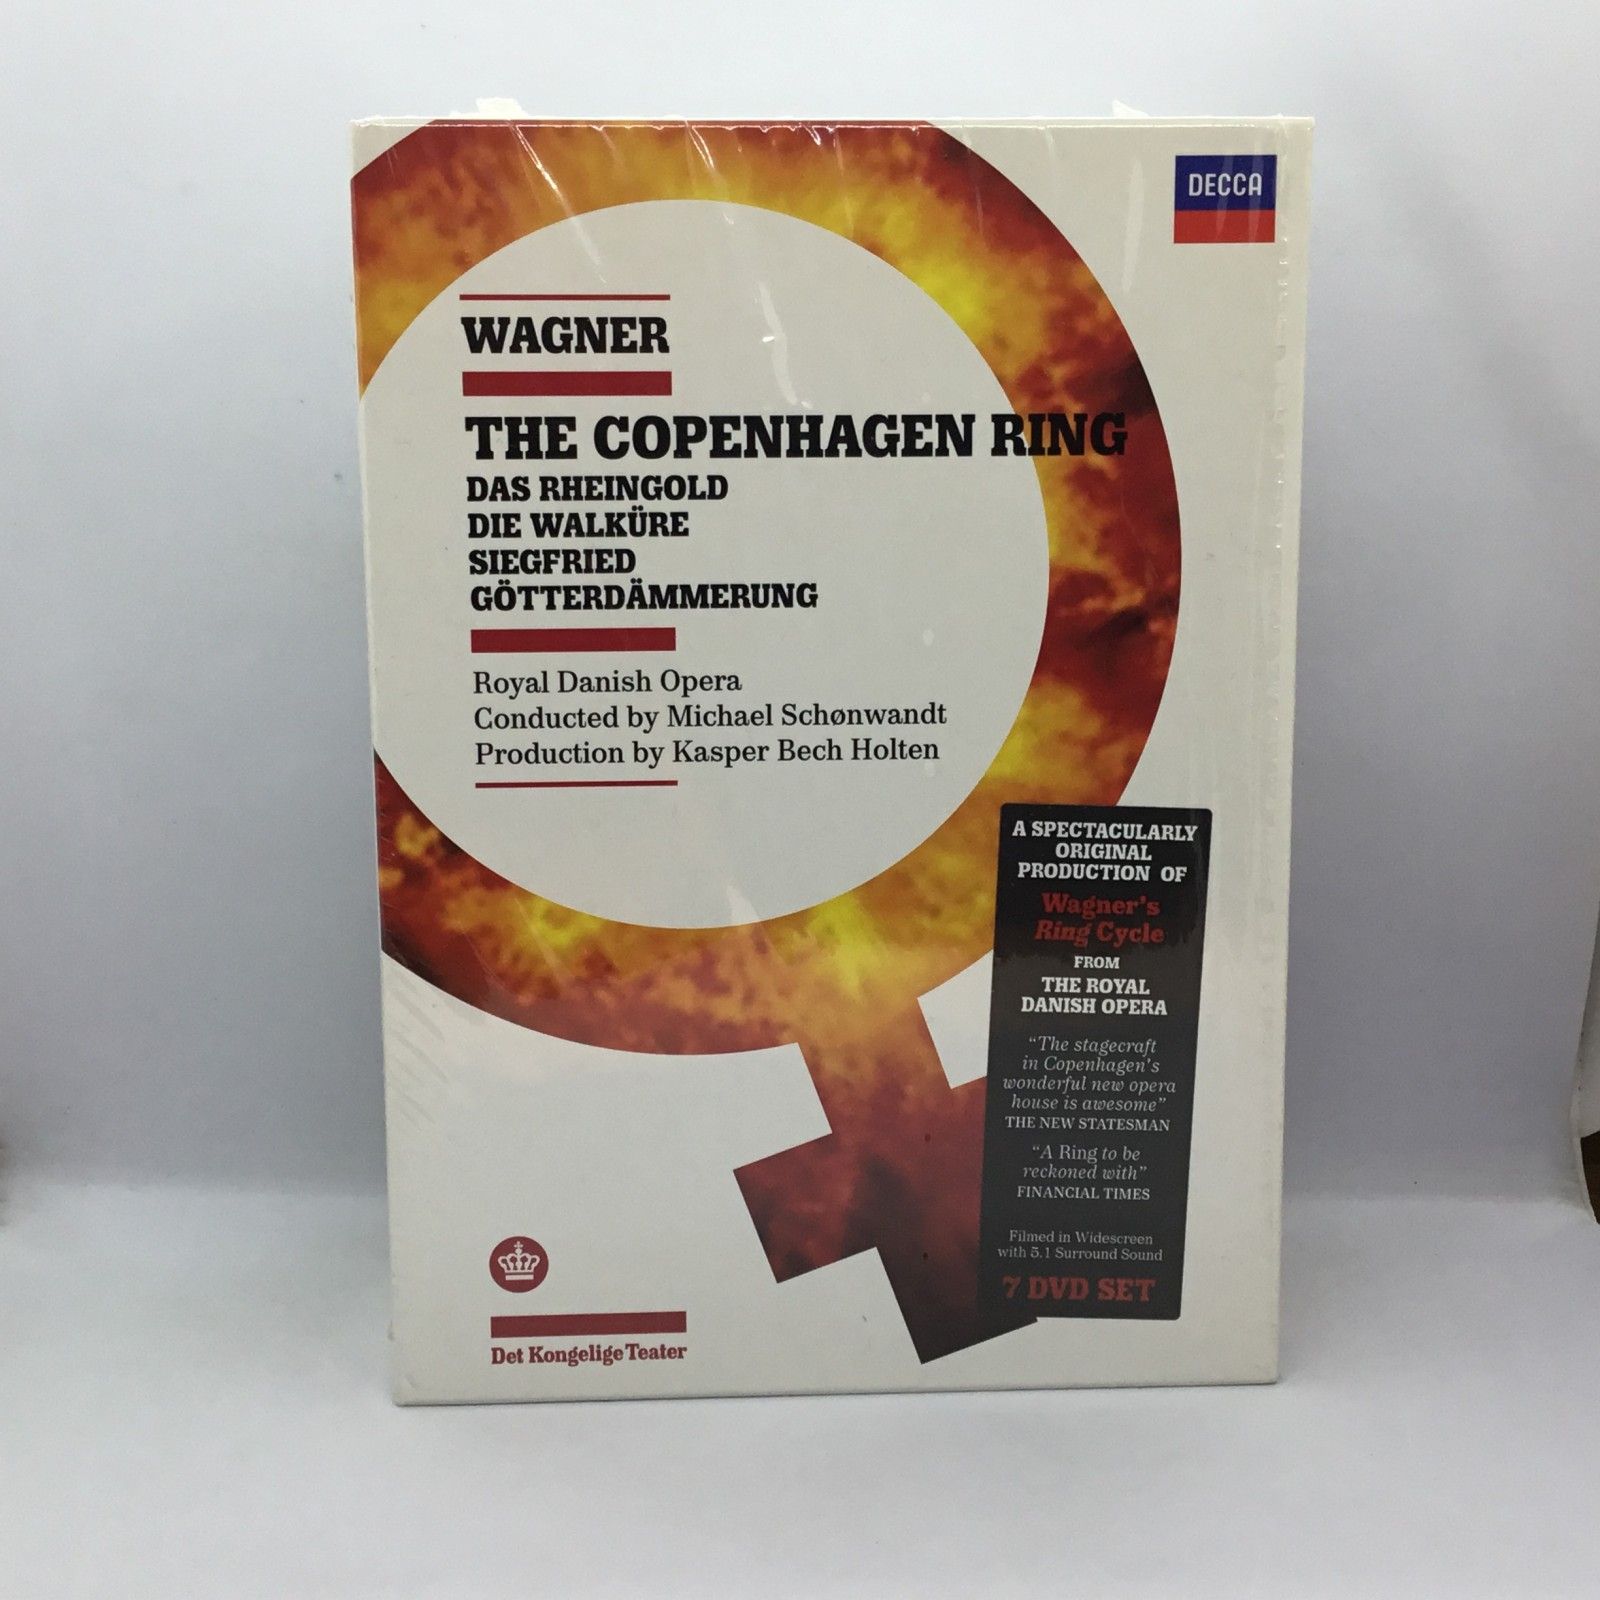 DECCA
WAGNER
THE COPENHAGEN RING
DAS RHEINGOLD
DIE WALKÜRE
SIEGFRIED
GÖTTERDÄMMERUNG
Royal Danish Opera
Conducted by Michael Schønwandt
Production by Kasper Bech Holten
A SPECTACULARLY
ORIGINAL
PRODUCTION OF
Wagner's
Ring Cycle
FROM
THE ROYAL
DANISH OPERA
"The stagecraft
in Copenhagen's
wonderful new opera
house is awesome"
THE NEW STATESMAN
"A Ring to be
reckoned with"
FINANCIAL TIMES
Filmed in Widescreen
with 5.1 Surround Sound
7 DVD SET
Det Kongelige Teater